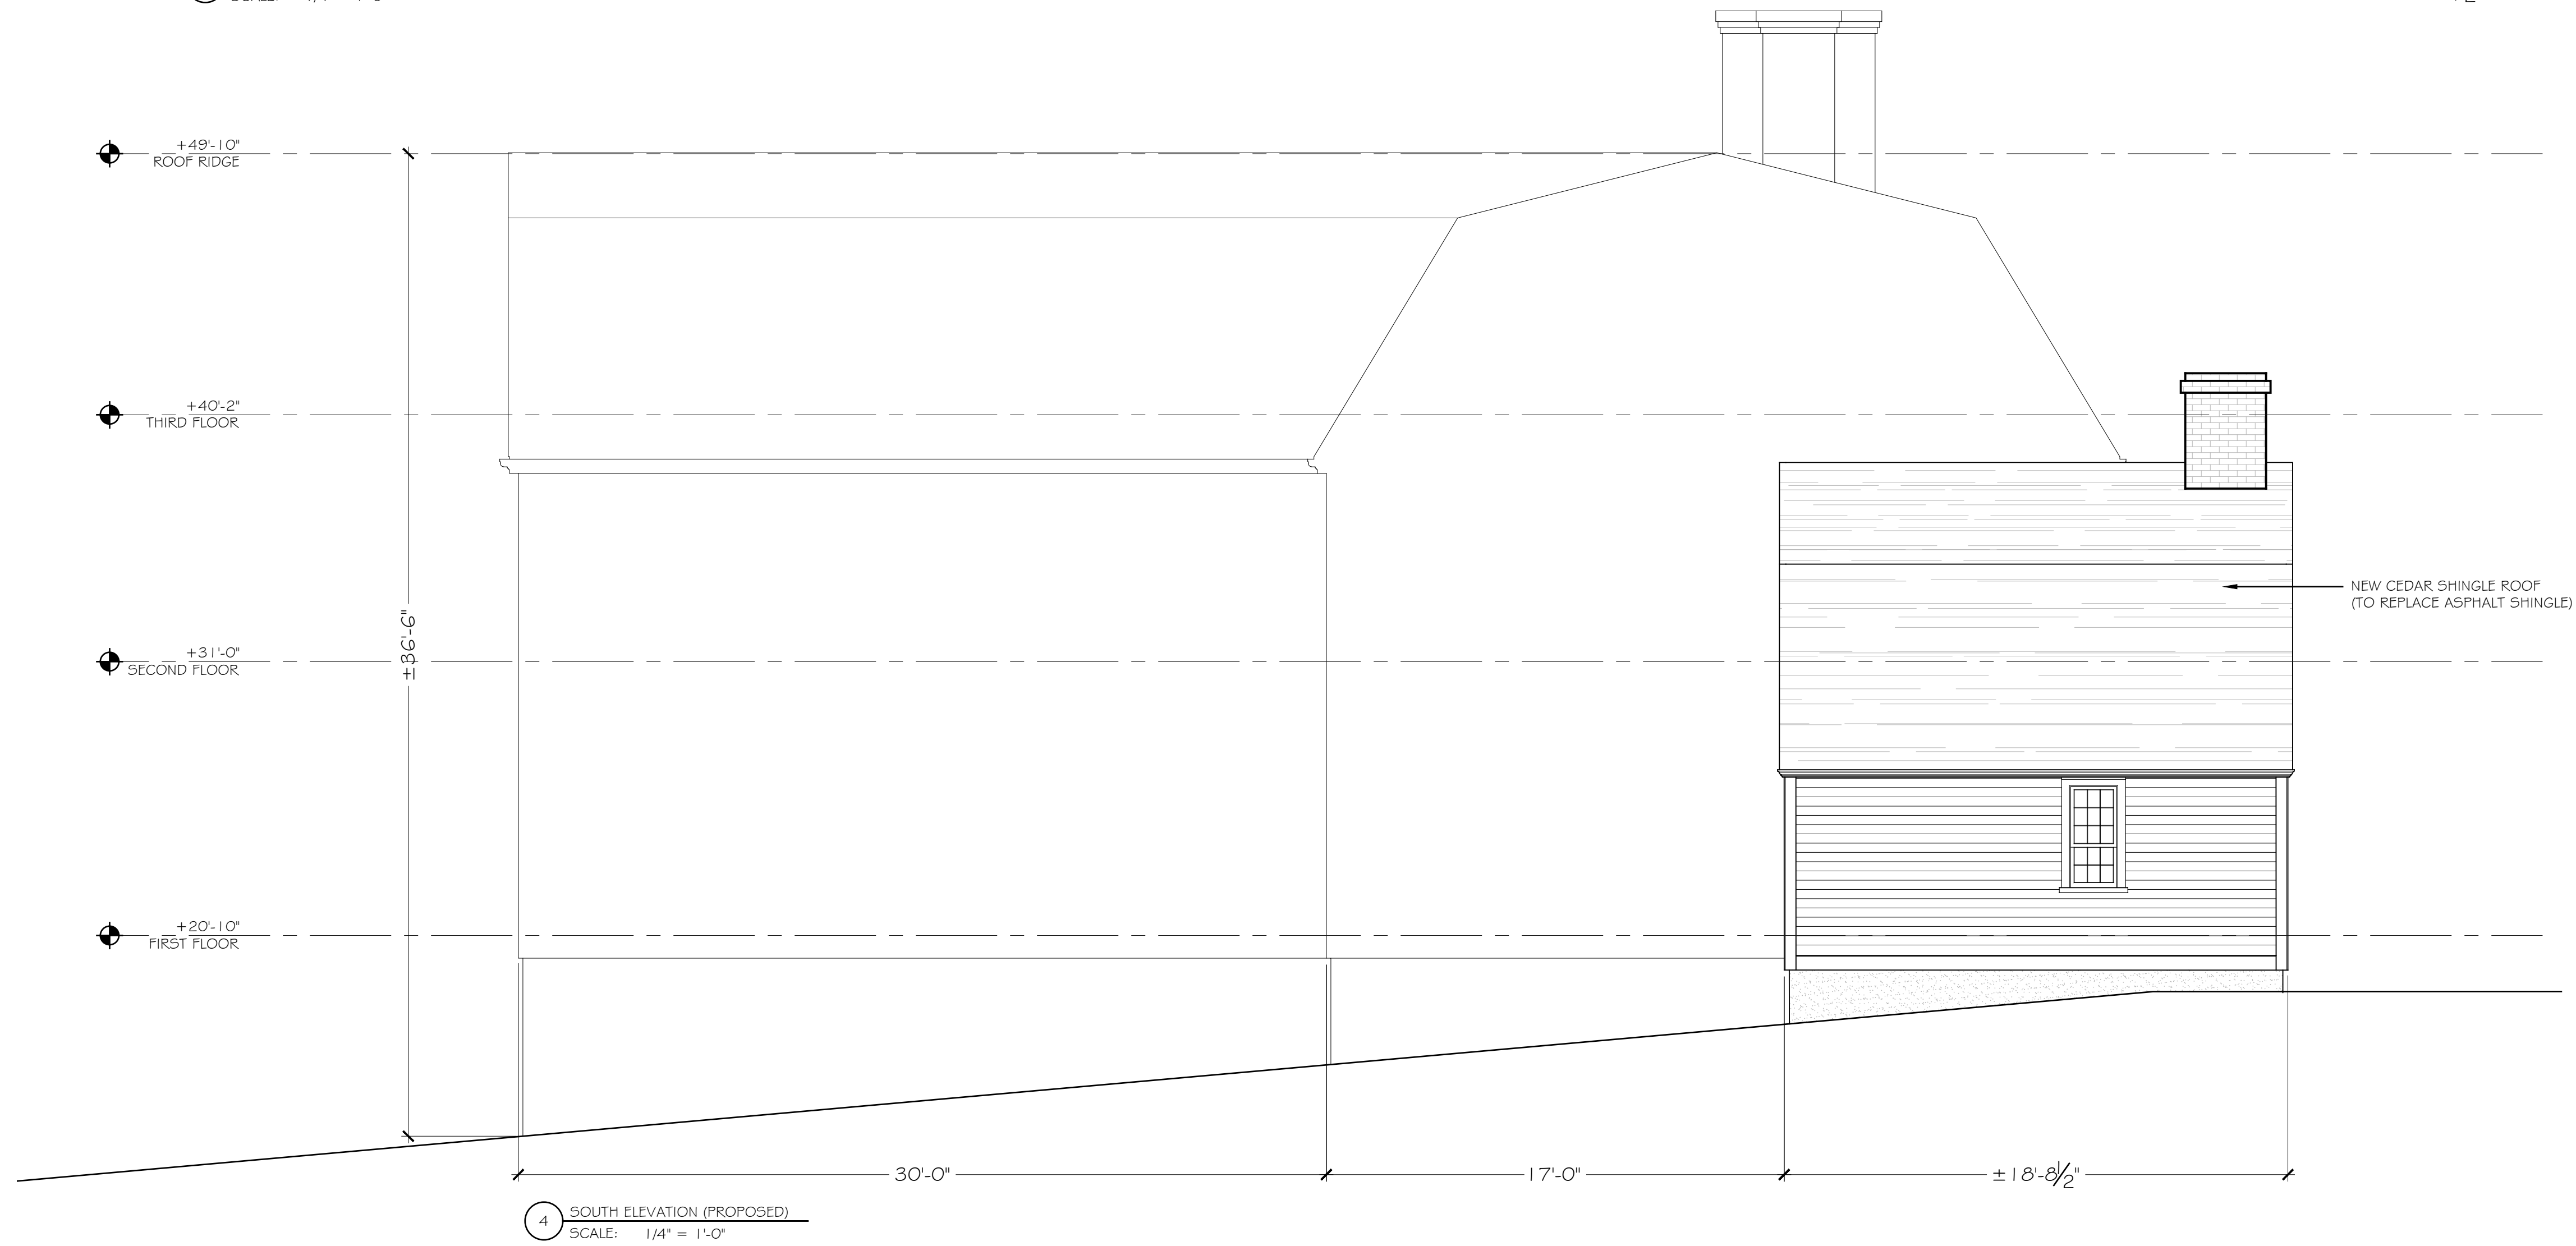 +49'-10"
ROOF RIDGE
+40'-2"
THIRD FLOOR
NEW CEDAR SHINGLE ROOF
(TO REPLACE ASPHALT SHINGLE)
±36'-6"
+31'-0"
SECOND FLOOR
+20'-10"
FIRST FLOOR
30'-0"
17'-0"
±18'-8 1/2"
4
SOUTH ELEVATION (PROPOSED)
SCALE: 1/4" = 1'-0"